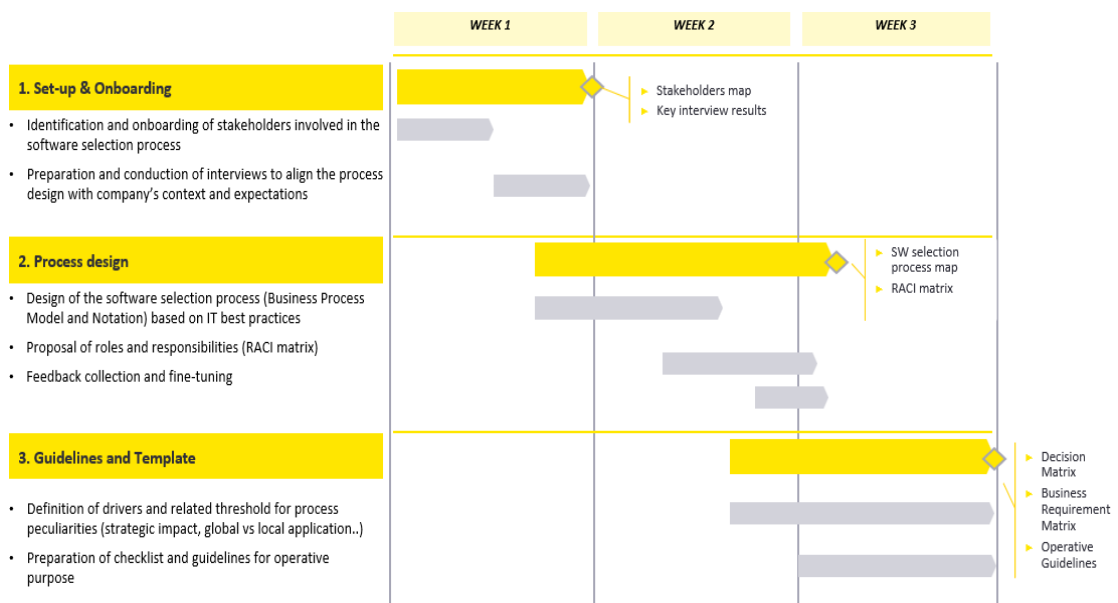 WEEK 1
WEEK 2
WEEK 3
1. Set-up & Onboarding
• Identification and onboarding of stakeholders involved in the
software selection process
• Preparation and conduction of interviews to align the process
design with company's context and expectations
Stakeholders map
Key interview results
2. Process design
• Design of the software selection process (Business Process
Model and Notation) based on IT best practices
• Proposal of roles and responsibilities (RACI matrix)
• Feedback collection and fine-tuning
SW selection
process map
RACI matrix
3. Guidelines and Template
• Definition of drivers and related threshold for process
peculiarities (strategic impact, global vs local application..)
• Preparation of checklist and guidelines for operative
purpose
Decision
Matrix
Business
Requirement
Matrix
Operative
Guidelines